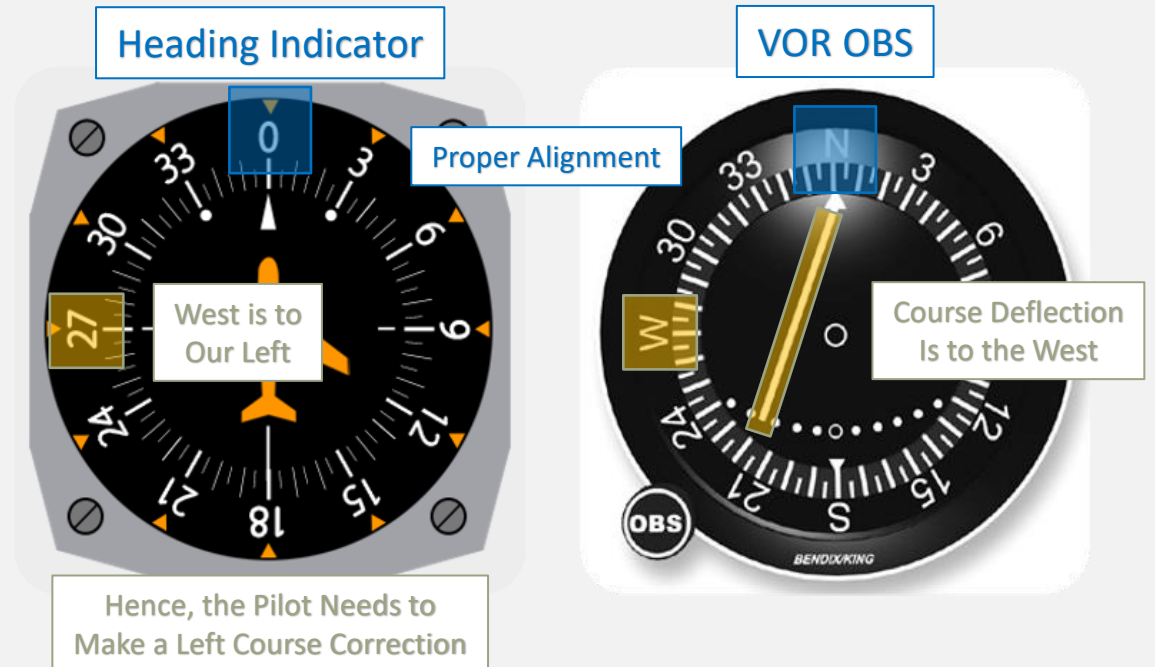 Heading Indicator
VOR OBS
Proper Alignment
0
3
6
9
12
15
18
21
24
27
30
33
West is to
Our Left
N
3
6
12
15
S
21
24
W
30
33
Course Deflection
Is to the West
OBS
BENDIX/KING
Hence, the Pilot Needs to
Make a Left Course Correction